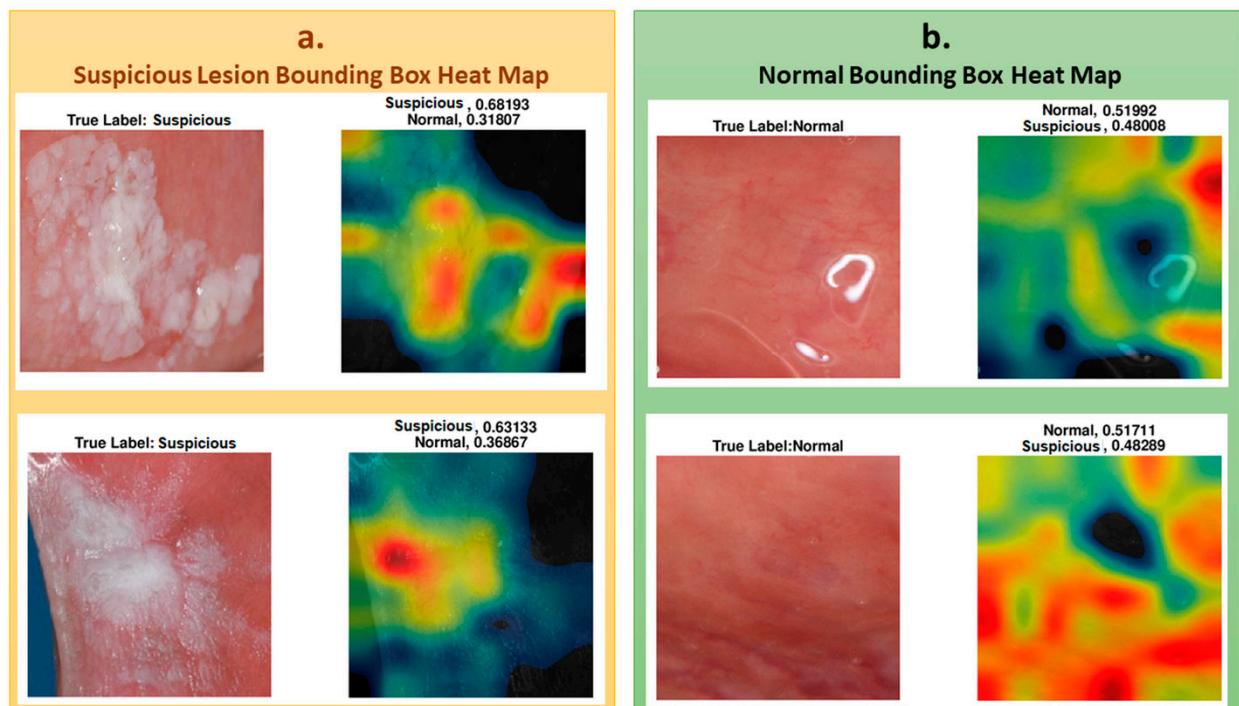 a.
Suspicious Lesion Bounding Box Heat Map
True Label: Suspicious
Suspicious , 0.68193
Normal, 0.31807
True Label: Suspicious
Suspicious , 0.63133
Normal, 0.36867
b.
Normal Bounding Box Heat Map
True Label:Normal
Normal, 0.51992
Suspicious , 0.48008
True Label:Normal
Normal, 0.51711
Suspicious , 0.48289